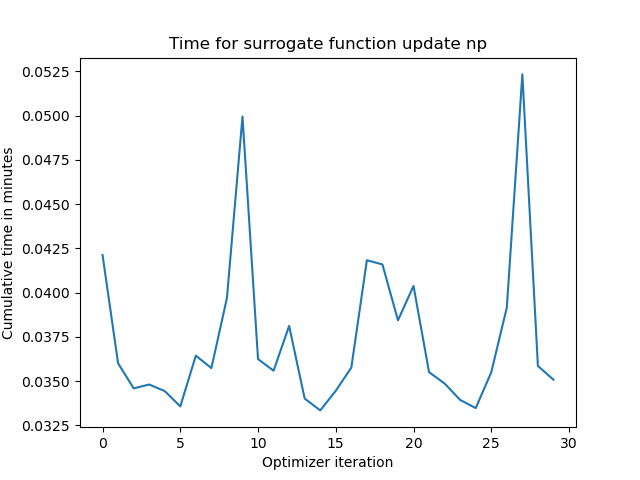 Time for surrogate function update np
Cumulative time in minutes
0.0525
0.0500
0.0475
0.0450
0.0425
0.0400
0.0375
0.0350
0.0325
0 5 10 15 20 25 30
Optimizer iteration